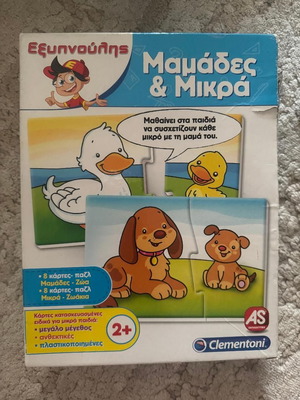 Εξυπνούλης
Μαμάδες
& Μικρά
Μαθαίνει στα παιδιά
να συσχετίζουν κάθε
μικρό με τη μαμά του.
• 8 κάρτες- παζλ
Μαμάδες - Ζώα
• 8 κάρτες- παζλ
Μικρά - Ζωάκια
Κάρτες κατασκευασμένες
ειδικά για μικρά παιδιά:
• μεγάλο μέγεθος
• ανθεκτικές
• πλαστικοποιημένες
2+
AS
Clementoni